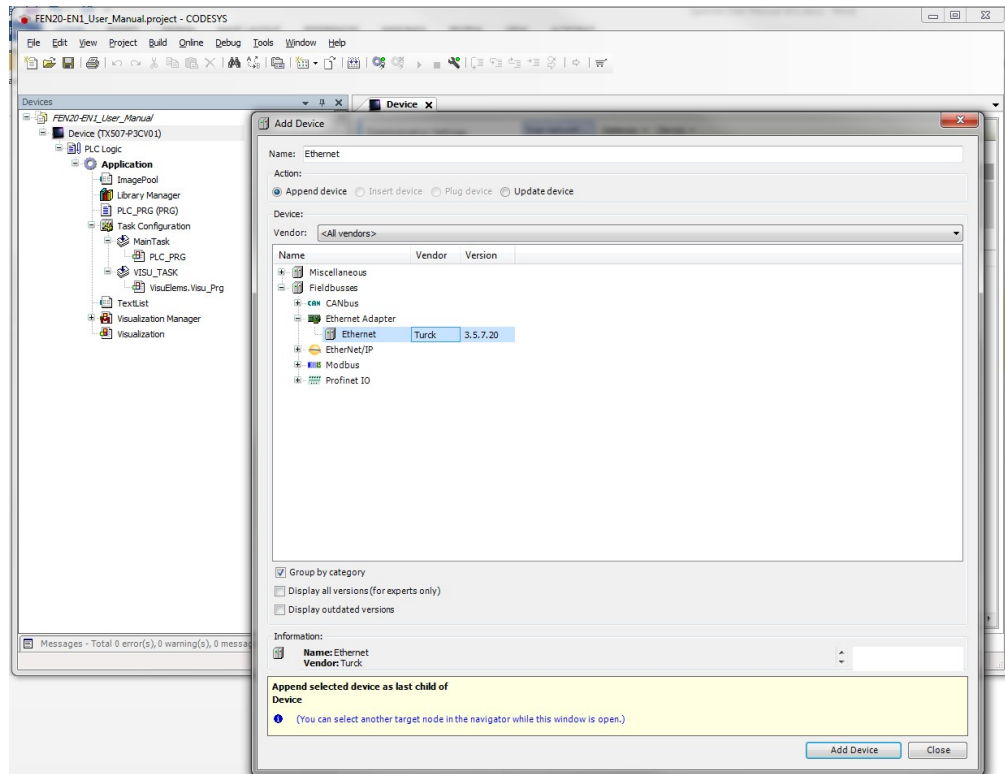 FEN20-EN1_User_Manual.project - CODESYS
File Edit View Project Build Online Debug Tools Window Help
Devices
Device
FEN20-EN1_User_Manual
Device (TX507-P3CV01)
PLC Logic
Application
ImagePool
Library Manager
PLC_PRG (PRG)
Task Configuration
MainTask
PLC_PRG
VISU_TASK
VisuElems.Visu_Prg
TextList
Visualization Manager
Visualization
Messages - Total 0 error(s), 0 warning(s), 0 messag
Add Device
Name: Ethernet
Action:
Append device Insert device Plug device Update device
Device:
Vendor: <All vendors>
Name Vendor Version
Miscellaneous
Fieldbusses
CAN CANbus
Ethernet Adapter
Ethernet Turck 3.5.7.20
EtherNet/IP
Modbus
Profinet IO
Group by category
Display all versions (for experts only)
Display outdated versions
Information:
Name: Ethernet
Vendor: Turck
Append selected device as last child of
Device
(You can select another target node in the navigator while this window is open.)
Add Device Close